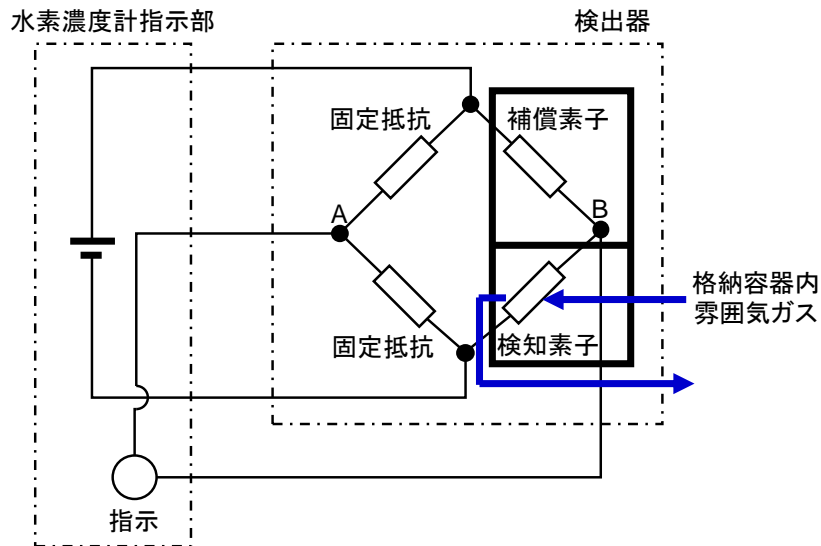 水素濃度計指示部
検出器
固定抵抗
補償素子
A
B
格納容器内
雰囲気ガス
固定抵抗
検知素子
指示